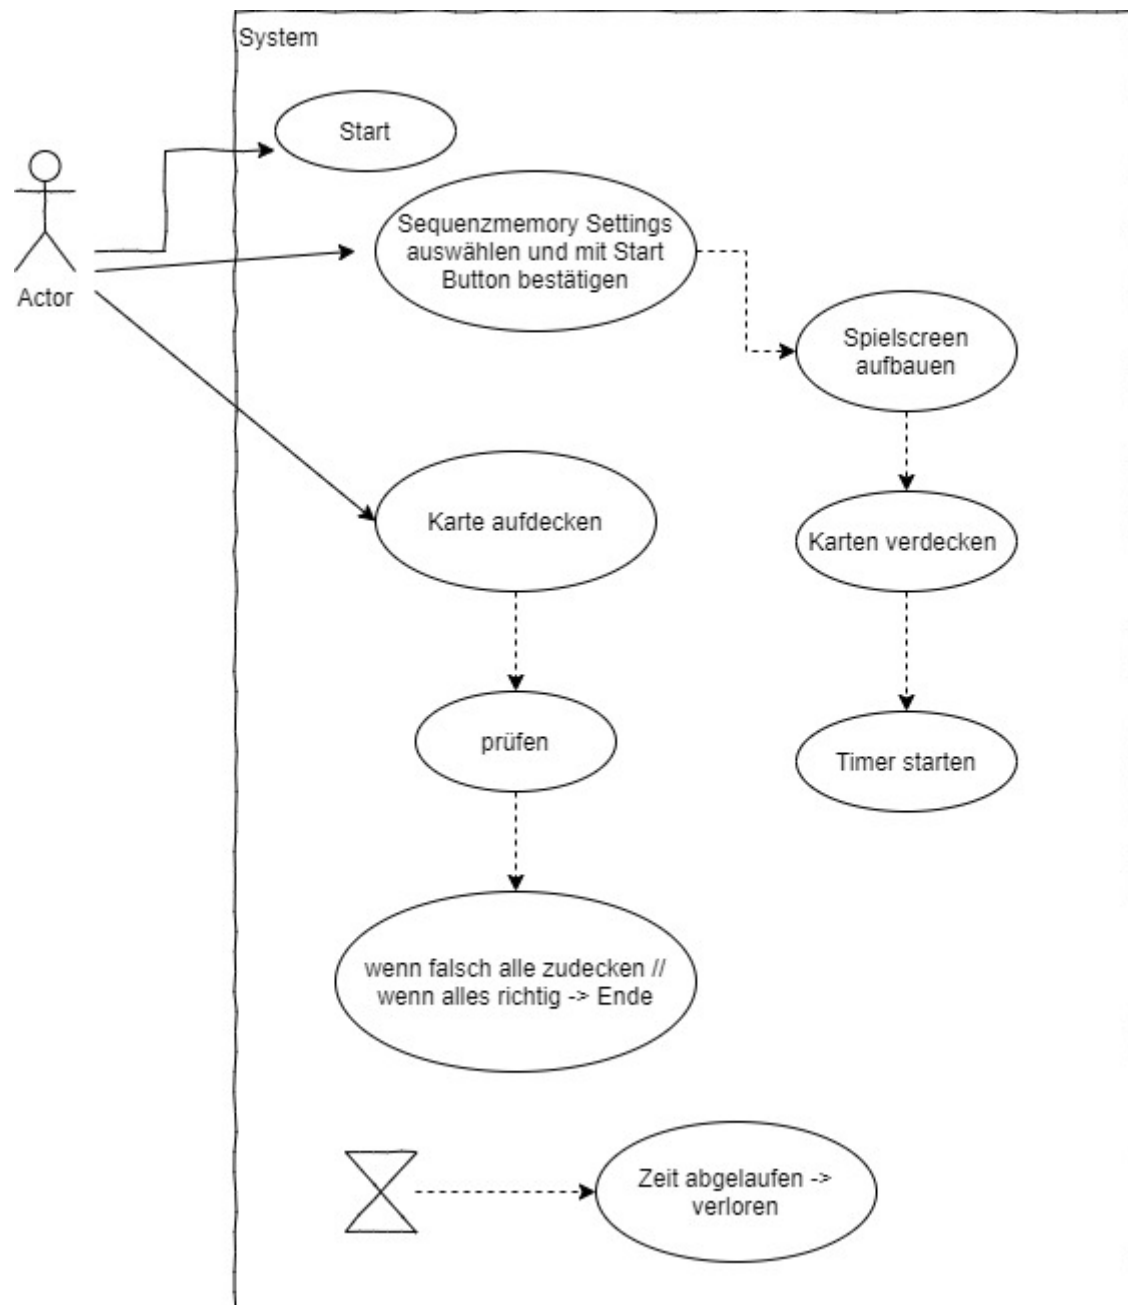 System
Start
Actor
Sequenzmemory Settings
auswählen und mit Start
Button bestätigen
Spielscreen
aufbauen
Karte aufdecken
Karten verdecken
prüfen
Timer starten
wenn falsch alle zudecken //
wenn alles richtig -> Ende
Zeit abgelaufen ->
verloren